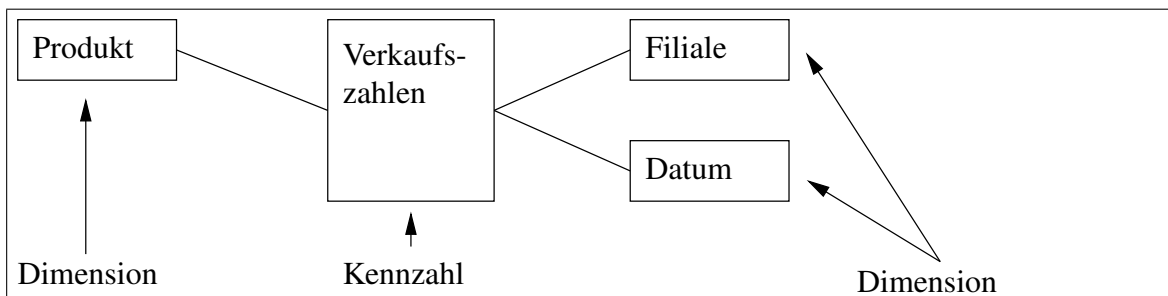 Produkt
Verkaufs-
zahlen
Filiale
Datum
Dimension
Kennzahl
Dimension